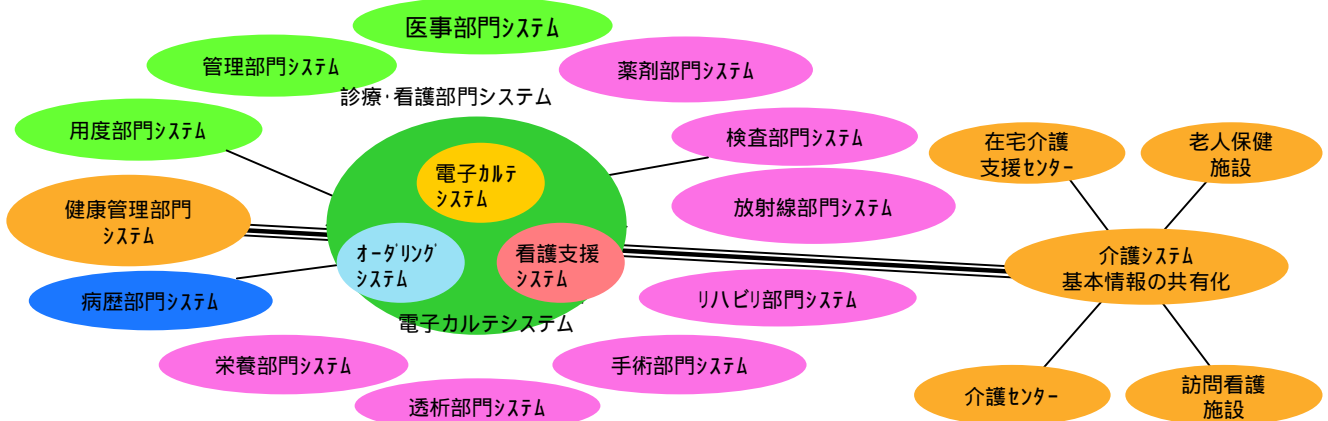 医事部門ｼｽﾃﾑ
管理部門ｼｽﾃﾑ
薬剤部門ｼｽﾃﾑ
診療･看護部門システム
用度部門ｼｽﾃﾑ
検査部門ｼｽﾃﾑ
在宅介護
支援ｾﾝﾀｰ
老人保健
施設
電子ｶﾙﾃ
ｼｽﾃﾑ
健康管理部門
ｼｽﾃﾑ
放射線部門ｼｽﾃﾑ
ｵｰﾀﾞﾘﾝｸﾞ
ｼｽﾃﾑ
看護支援
ｼｽﾃﾑ
介護ｼｽﾃﾑ
基本情報の共有化
病歴部門ｼｽﾃﾑ
ﾘﾊﾋﾞﾘ部門ｼｽﾃﾑ
電子カルテシステム
栄養部門ｼｽﾃﾑ
手術部門ｼｽﾃﾑ
透析部門ｼｽﾃﾑ
介護ｾﾝﾀｰ
訪問看護
施設